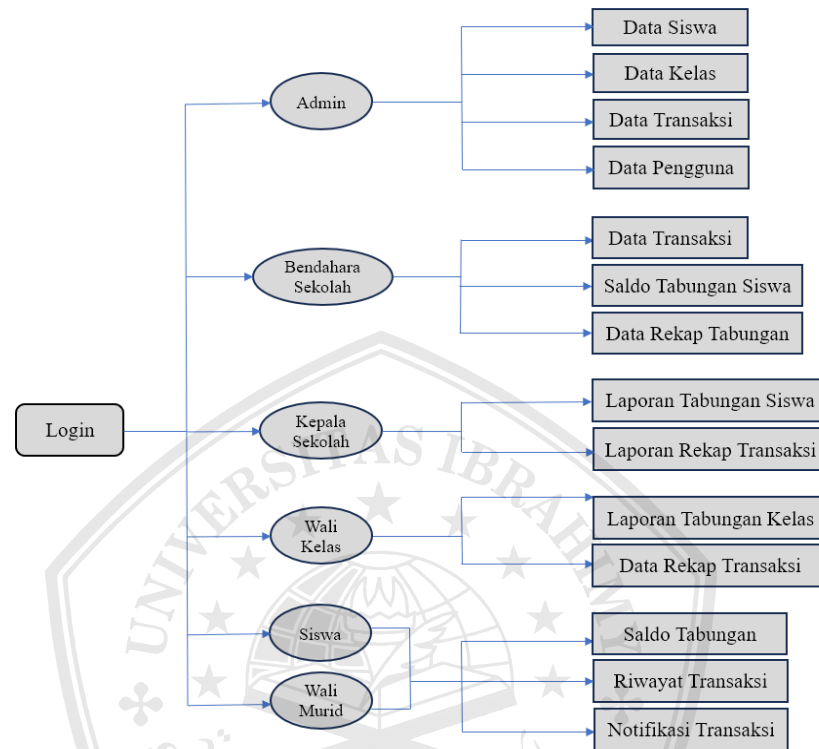 Data Siswa
Data Kelas
Admin
Data Transaksi
Data Pengguna
Data Transaksi
Bendahara
Sekolah
Saldo Tabungan Siswa
Data Rekap Tabungan
Laporan Tabungan Siswa
Login
Kepala
Sekolah
Laporan Rekap Transaksi
Laporan Tabungan Kelas
Wali
Kelas
Data Rekap Transaksi
Siswa
Saldo Tabungan
Riwayat Transaksi
Wali
Murid
Notifikasi Transaksi
UNIVERSITAS IBRAHIMY